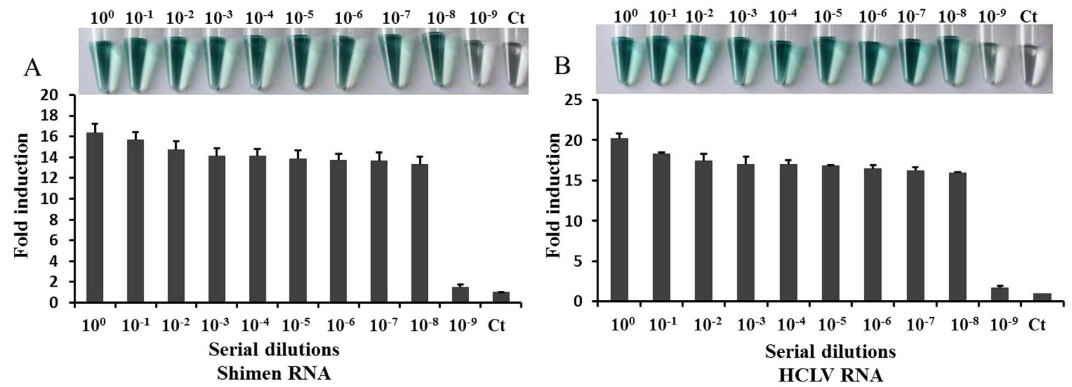 10⁰ 10⁻¹ 10⁻² 10⁻³ 10⁻⁴ 10⁻⁵ 10⁻⁶ 10⁻⁷ 10⁻⁸ 10⁻⁹ Ct
A
20
18
16
14
12
10
8
6
4
2
0
Fold induction
10⁰ 10⁻¹ 10⁻² 10⁻³ 10⁻⁴ 10⁻⁵ 10⁻⁶ 10⁻⁷ 10⁻⁸ 10⁻⁹ Ct
Serial dilutions
Shimen RNA
10⁰ 10⁻¹ 10⁻² 10⁻³ 10⁻⁴ 10⁻⁵ 10⁻⁶ 10⁻⁷ 10⁻⁸ 10⁻⁹ Ct
B
25
20
15
10
5
0
Fold induction
10⁰ 10⁻¹ 10⁻² 10⁻³ 10⁻⁴ 10⁻⁵ 10⁻⁶ 10⁻⁷ 10⁻⁸ 10⁻⁹ Ct
Serial dilutions
HCLV RNA